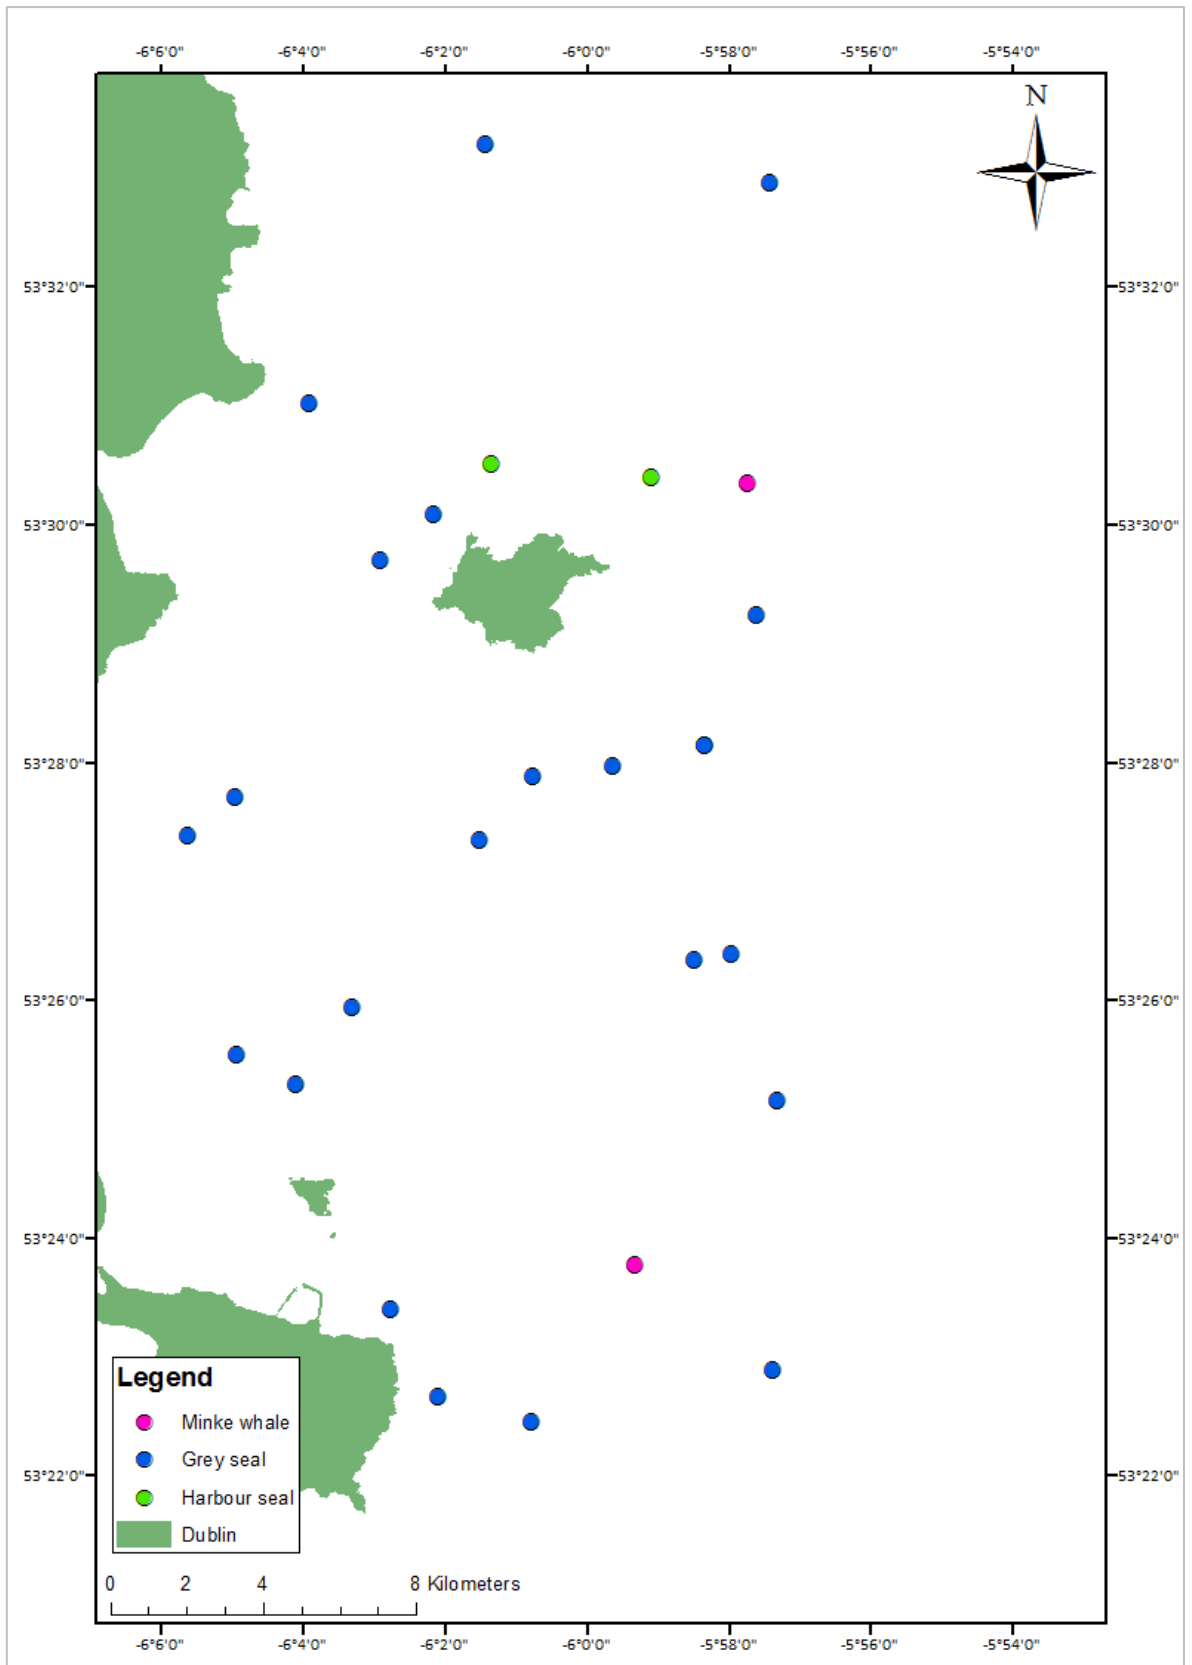 -6°6'0" -6°4'0" -6°2'0" -6°0'0" -5°58'0" -5°56'0" -5°54'0"
N
53°32'0" 53°32'0"
53°30'0" 53°30'0"
53°28'0" 53°28'0"
53°26'0" 53°26'0"
53°24'0" 53°24'0"
53°22'0" 53°22'0"
Legend
Minke whale
Grey seal
Harbour seal
Dublin
0 2 4 8 Kilometers
-6°6'0" -6°4'0" -6°2'0" -6°0'0" -5°58'0" -5°56'0" -5°54'0"